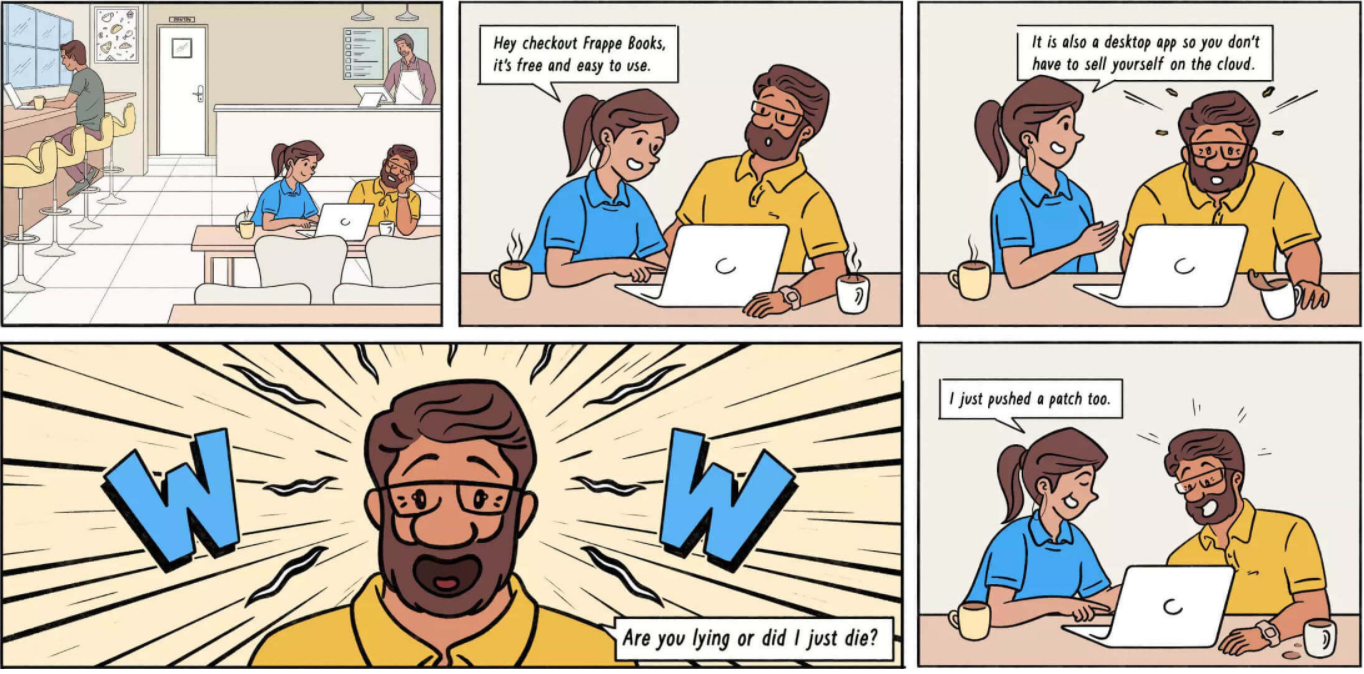 Hey checkout Frappe Books,
it's free and easy to use.
It is also a desktop app so you don't
have to sell yourself on the cloud.
W W
Are you lying or did I just die?
I just pushed a patch too.